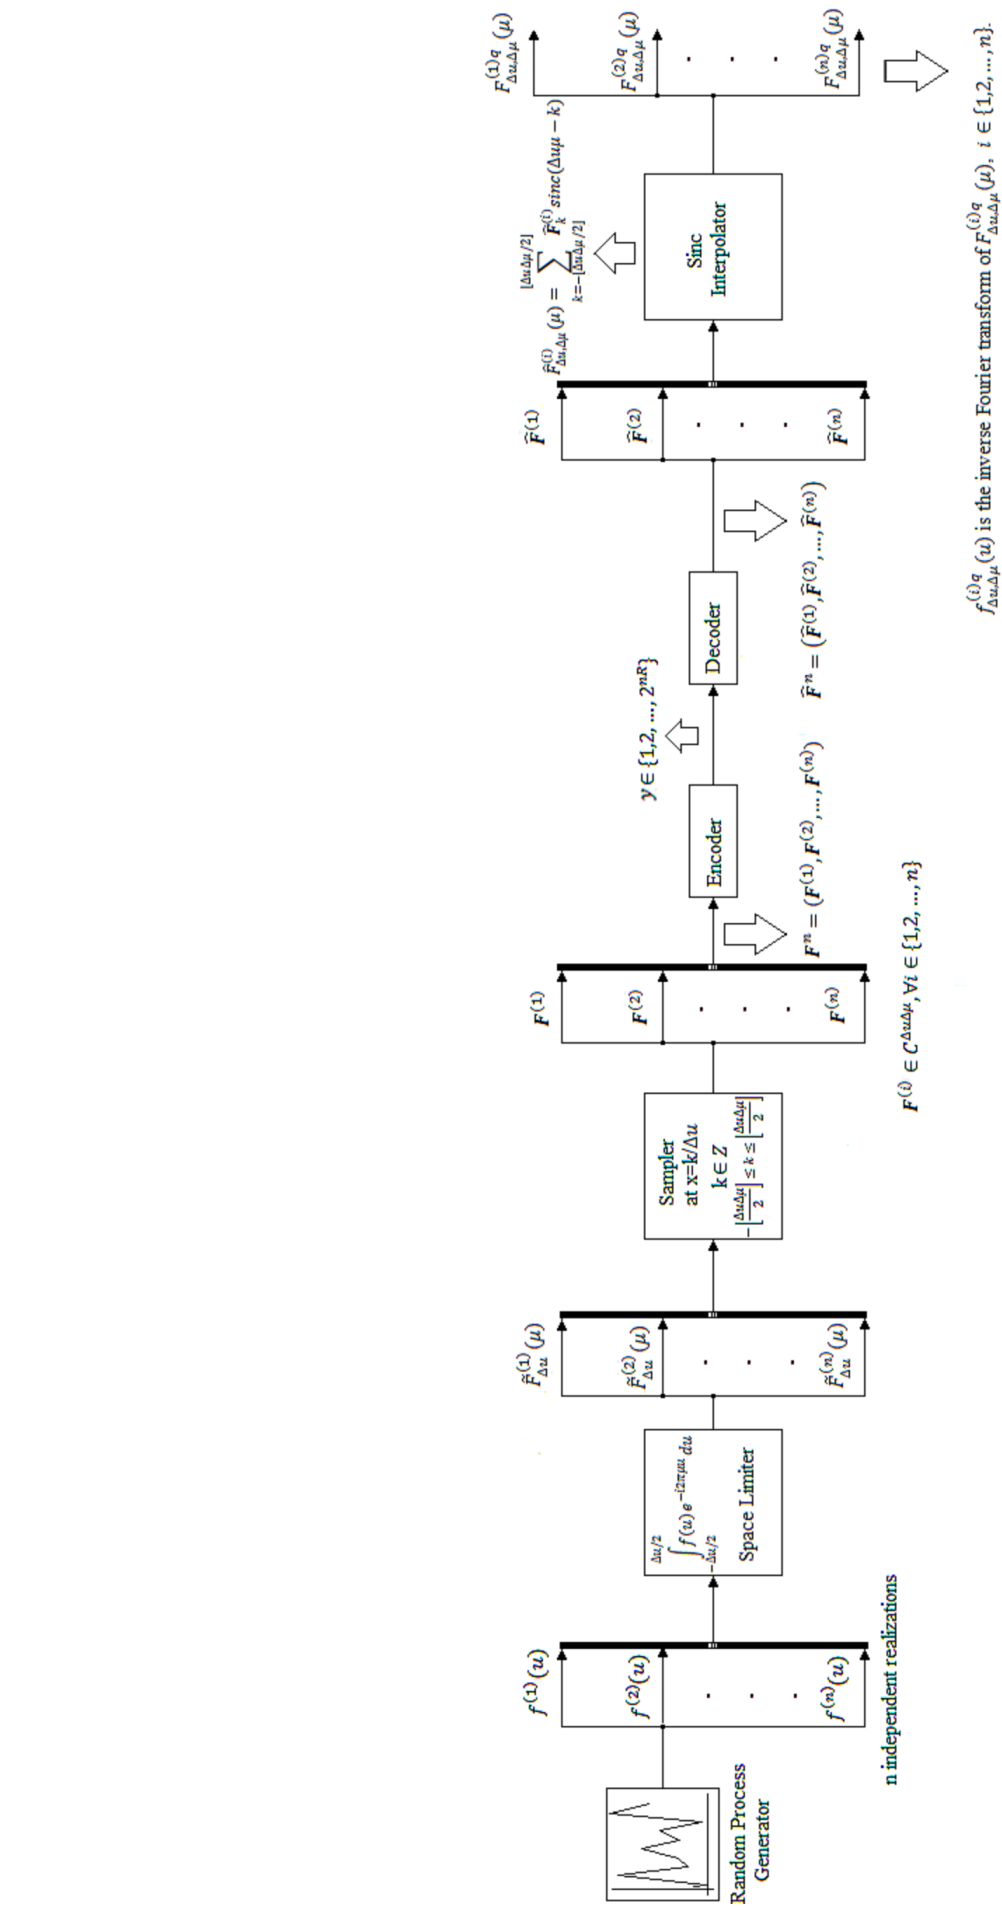 f⁽¹⁾(u)
f⁽²⁾(u)
. . .
f⁽ⁿ⁾(u)
Random Process
Generator
n independent realizations
∫_{-Δu/2}^{Δu/2} f(u) e^{-i2πμu} du
Space Limiter
F̃_{Δu}^{(1)}(μ)
F̃_{Δu}^{(2)}(μ)
. . .
F̃_{Δu}^{(n)}(μ)
Sampler
at x=k/Δu
k ∈ Z
-⌊ΔuΔμ/2⌋ ≤ k ≤ ⌊ΔuΔμ/2⌋
F⁽¹⁾
F⁽²⁾
. . .
F⁽ⁿ⁾
F⁽ⁱ⁾ ∈ C^{ΔuΔμ}, ∀i ∈ {1,2, ..., n}
Fⁿ = (F⁽¹⁾, F⁽²⁾, ..., F⁽ⁿ⁾)
Encoder
y ∈ {1,2, ..., 2^{nR}}
Decoder
F̂ⁿ = (F̂⁽¹⁾, F̂⁽²⁾, ..., F̂⁽ⁿ⁾)
F̂⁽¹⁾
F̂⁽²⁾
. . .
F̂⁽ⁿ⁾
F̂_{Δu,Δμ}^{(i)}(μ) = ∑_{k=-⌊ΔuΔμ/2⌋}^{⌊ΔuΔμ/2⌋} F̂_k^{(i)} sinc(Δuμ − k)
Sinc
Interpolator
F_{Δu,Δμ}^{(1)q}(μ)
F_{Δu,Δμ}^{(2)q}(μ)
. . .
F_{Δu,Δμ}^{(n)q}(μ)
f_{Δu,Δμ}^{(i)q}(u) is the inverse Fourier transform of F_{Δu,Δμ}^{(i)q}(μ), i ∈ {1,2, ..., n}.